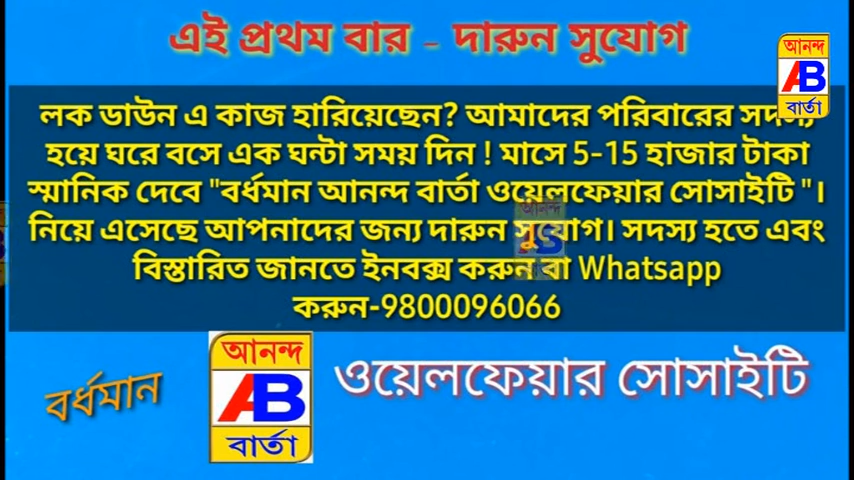 এই প্রথম বার - দারুন সুযোগ
আনন্দ
AB
বার্তা
লক ডাউন এ কাজ হারিয়েছেন? আমাদের পরিবারের সদস্য
হয়ে ঘরে বসে এক ঘন্টা সময় দিন ! মাসে 5-15 হাজার টাকা
স্মানিক দেবে "বর্ধমান আনন্দ বার্তা ওয়েলফেয়ার সোসাইটি "।
নিয়ে এসেছে আপনাদের জন্য দারুন সুযোগ। সদস্য হতে এবং
বিস্তারিত জানতে ইনবক্স করুন বা Whatsapp
করুন-9800096066
বর্ধমান
আনন্দ
AB
বার্তা
ওয়েলফেয়ার সোসাইটি